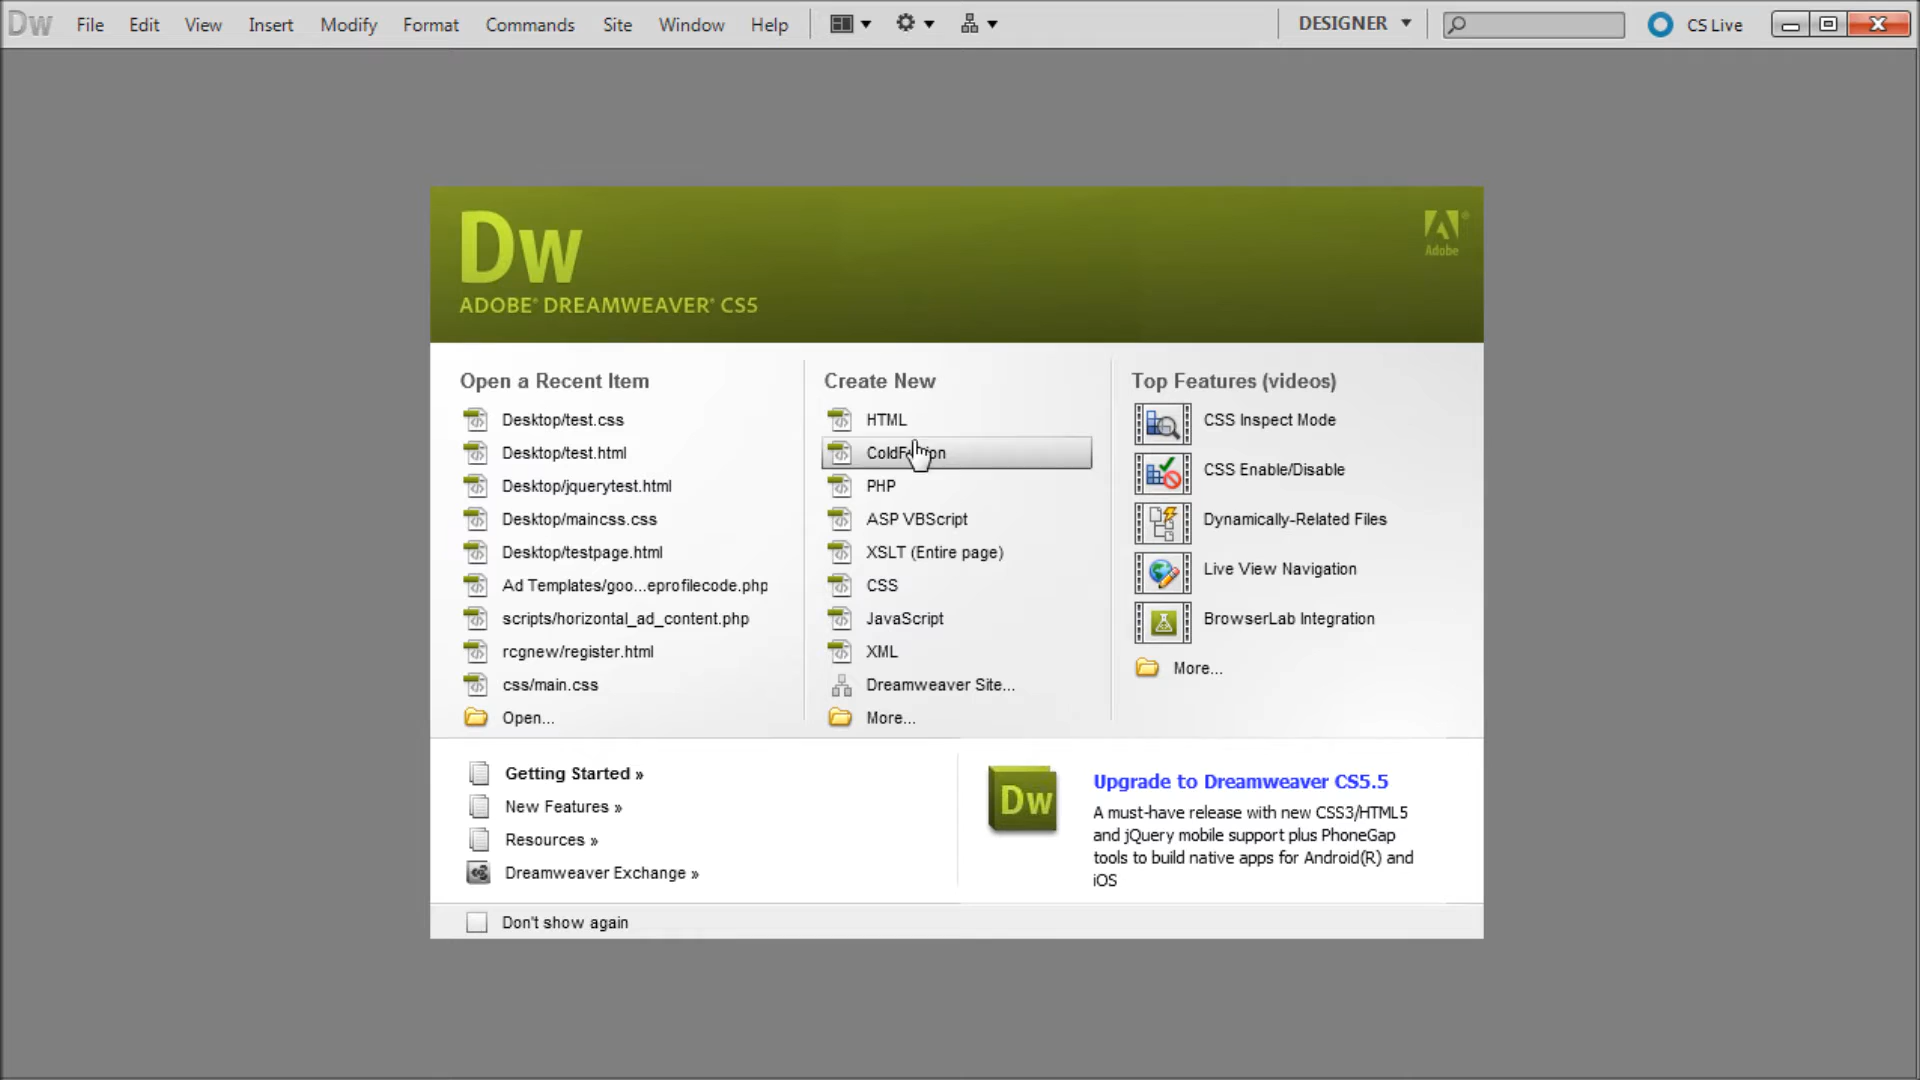 Dw File Edit View Insert Modify Format Commands Site Window Help DESIGNER CS Live
Dw
ADOBE® DREAMWEAVER® CS5
Adobe
Open a Recent Item
Desktop/test.css
Desktop/test.html
Desktop/jquerytest.html
Desktop/maincss.css
Desktop/testpage.html
Ad Templates/goo...eprofilecode.php
scripts/horizontal_ad_content.php
rcgnew/register.html
css/main.css
Open...
Create New
HTML
PHP
ASP VBScript
XSLT (Entire page)
CSS
JavaScript
XML
Dreamweaver Site...
More...
Top Features (videos)
CSS Inspect Mode
CSS Enable/Disable
Dynamically-Related Files
Live View Navigation
BrowserLab Integration
More...
Getting Started »
New Features »
Resources »
Dreamweaver Exchange »
Dw
Upgrade to Dreamweaver CS5.5
A must-have release with new CSS3/HTML5
and jQuery mobile support plus PhoneGap
tools to build native apps for Android(R) and
iOS
Don't show again